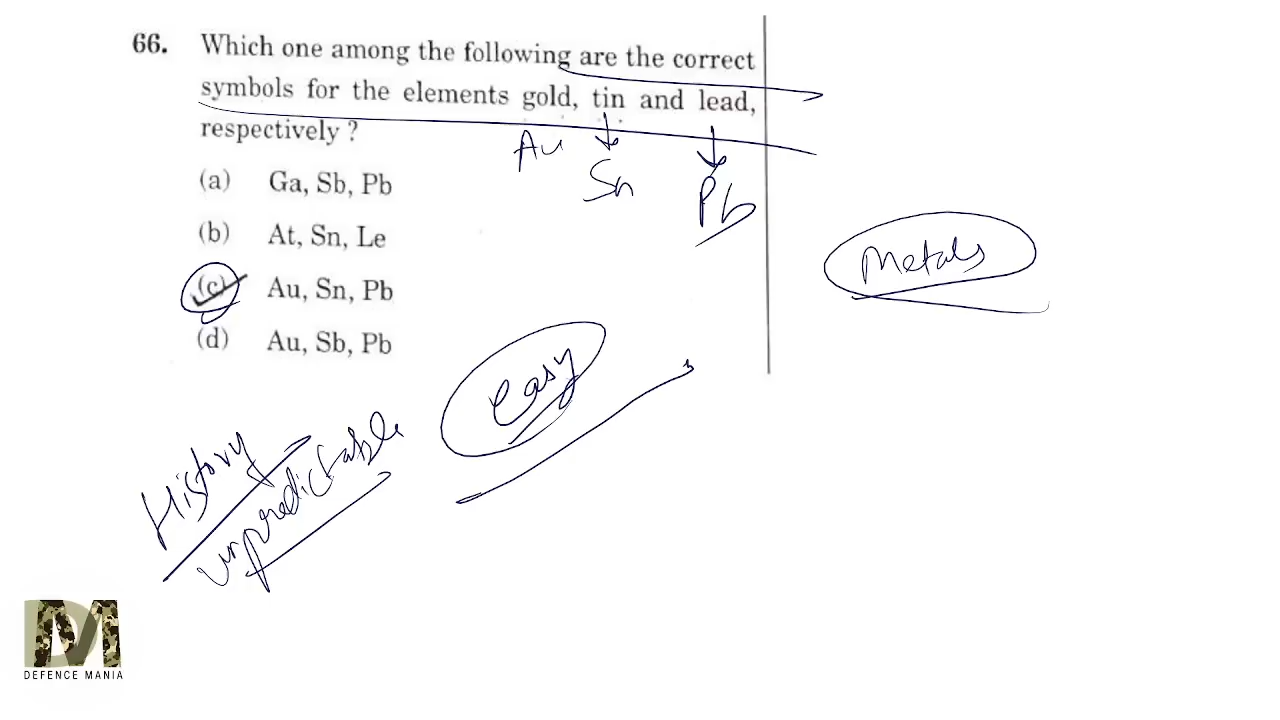 66. Which one among the following are the correct
symbols for the elements gold, tin and lead,
respectively ?
Au
Sn
Pb
(a) Ga, Sb, Pb
(b) At, Sn, Le
(c) Au, Sn, Pb
(d) Au, Sb, Pb
Metals
easy
History
unpredictable
DM
DEFENCE MANIA